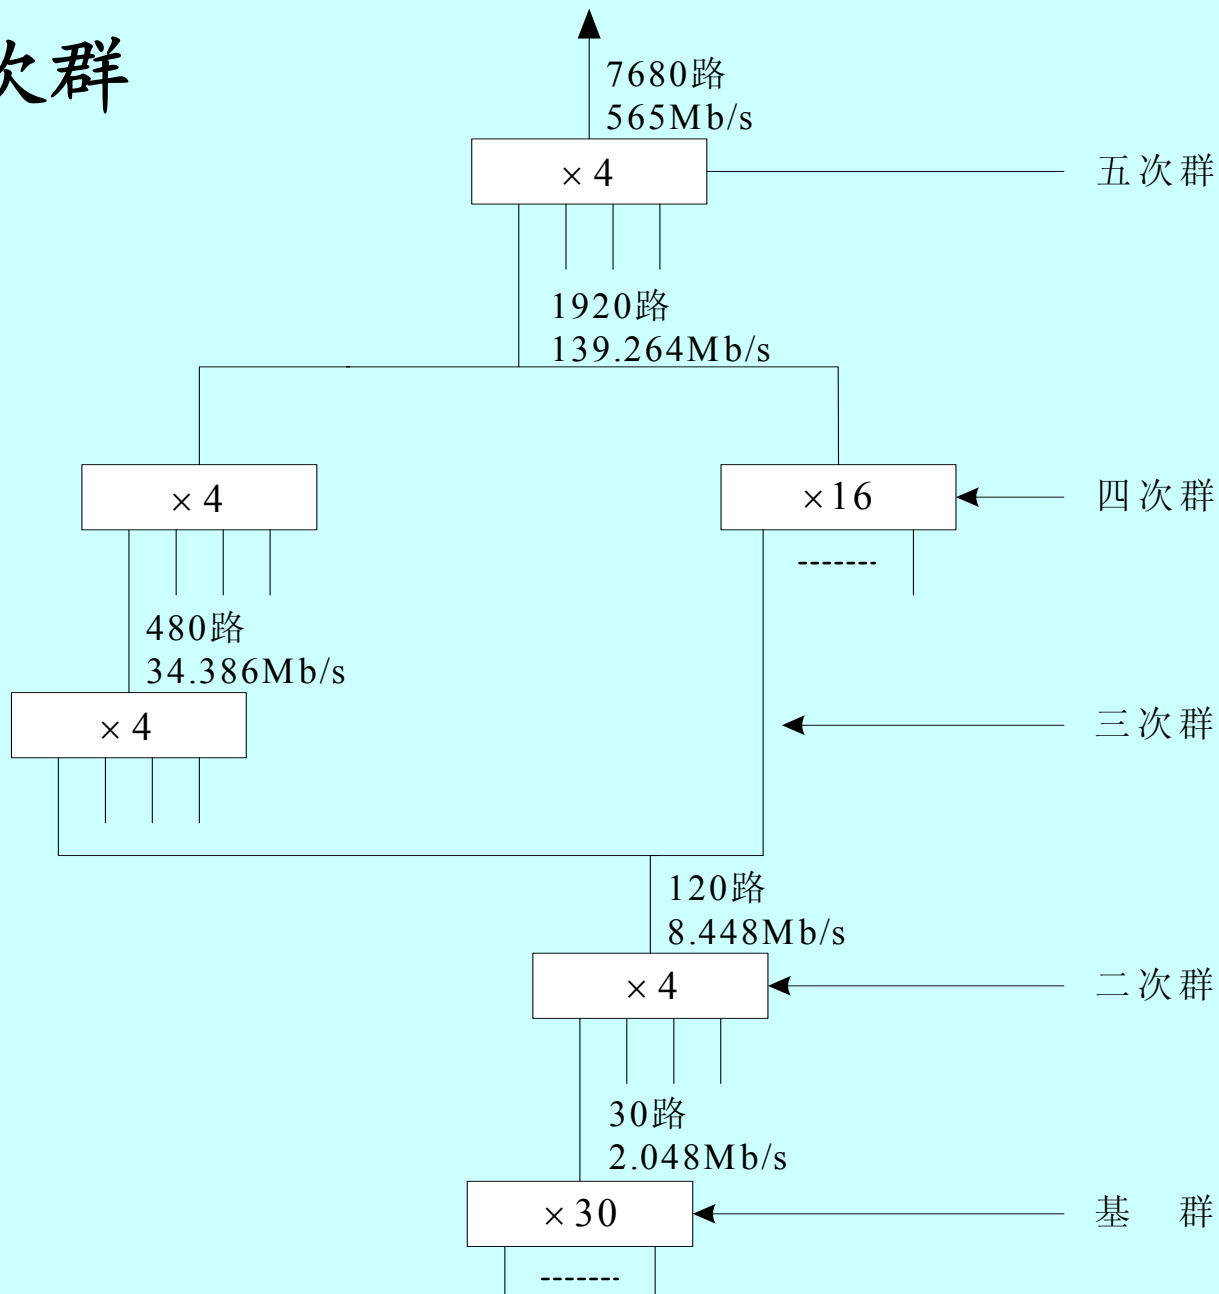 次群
7680路
565Mb/s
×4
五次群
1920路
139.264Mb/s
×4
×16
四次群
480路
34.386Mb/s
×4
三次群
120路
8.448Mb/s
×4
二次群
30路
2.048Mb/s
×30
基 群